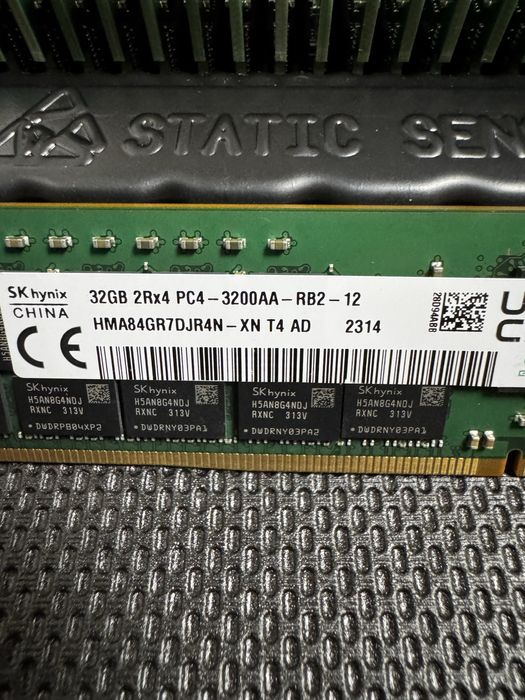 STATIC SEN
SK hynix
CHINA
32GB 2Rx4 PC4-3200AA-RB2-12
HMA84GR7DJR4N-XN T4 AD 2314
CE
SK hynix
H5AN8G4NDJ
RXNC 313V
DWDRPB04XP2
SK hynix
H5AN8G4NDJ
RXNC 313V
DWDRNY03PA1
SK hynix
H5AN8G4NDJ
RXNC 313V
DWDRNY03PA2
SK hynix
H5AN8G4NDJ
RXNC 313V
DWDRNY03PA1